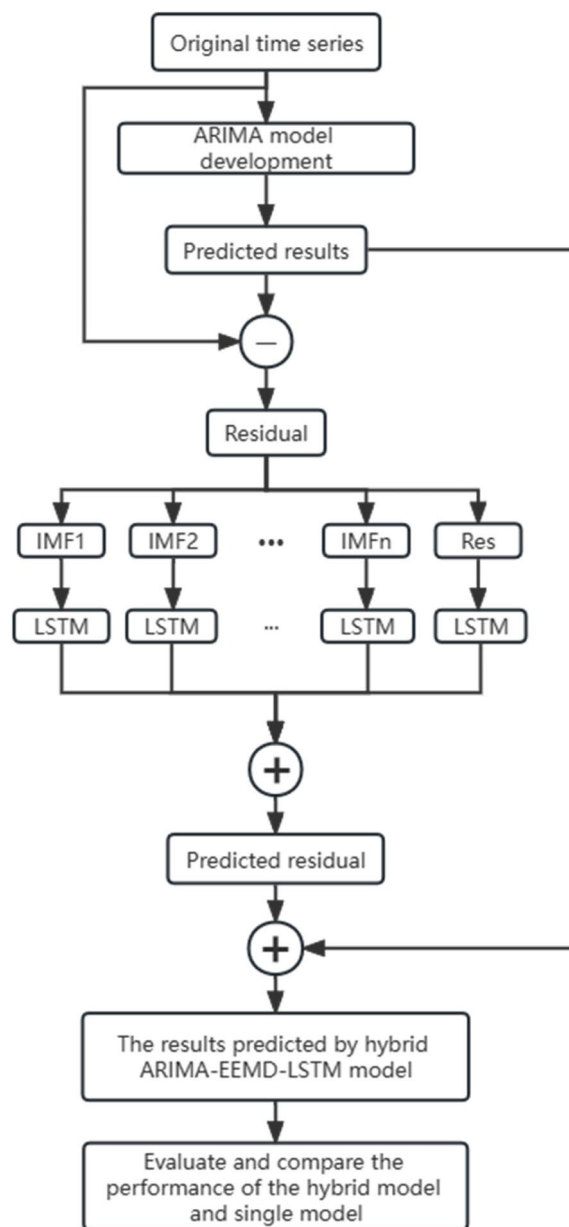 Original time series
ARIMA model
development
Predicted results
—
Residual
IMF1 IMF2 ... IMFn Res
LSTM LSTM ... LSTM LSTM
+
Predicted residual
+
The results predicted by hybrid
ARIMA-EEMD-LSTM model
Evaluate and compare the
performance of the hybrid model
and single model